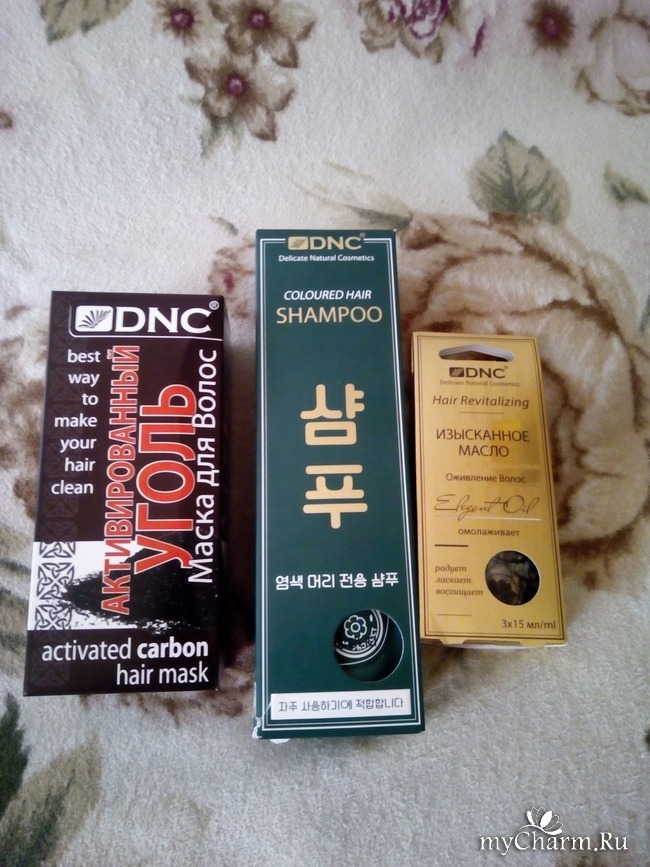 DNC®
best
way
to
make
your
hair
clean
АКТИВИРОВАННЫЙ
УГОЛЬ
Маска для Волос
activated carbon
hair mask
DNC®
Delicate Natural Cosmetics
COLOURED HAIR
SHAMPOO
샴
푸
염색 머리 전용 샴푸
자주 사용하기에 적합합니다
DNC®
Delicate Natural Cosmetics
Hair Revitalizing
ИЗЫСКАННОЕ
МАСЛО
Оживление Волос
Elegant Oil
омолаживает
радует
ласкает
восхищает
3x15 мл/ml
myCharm.Ru